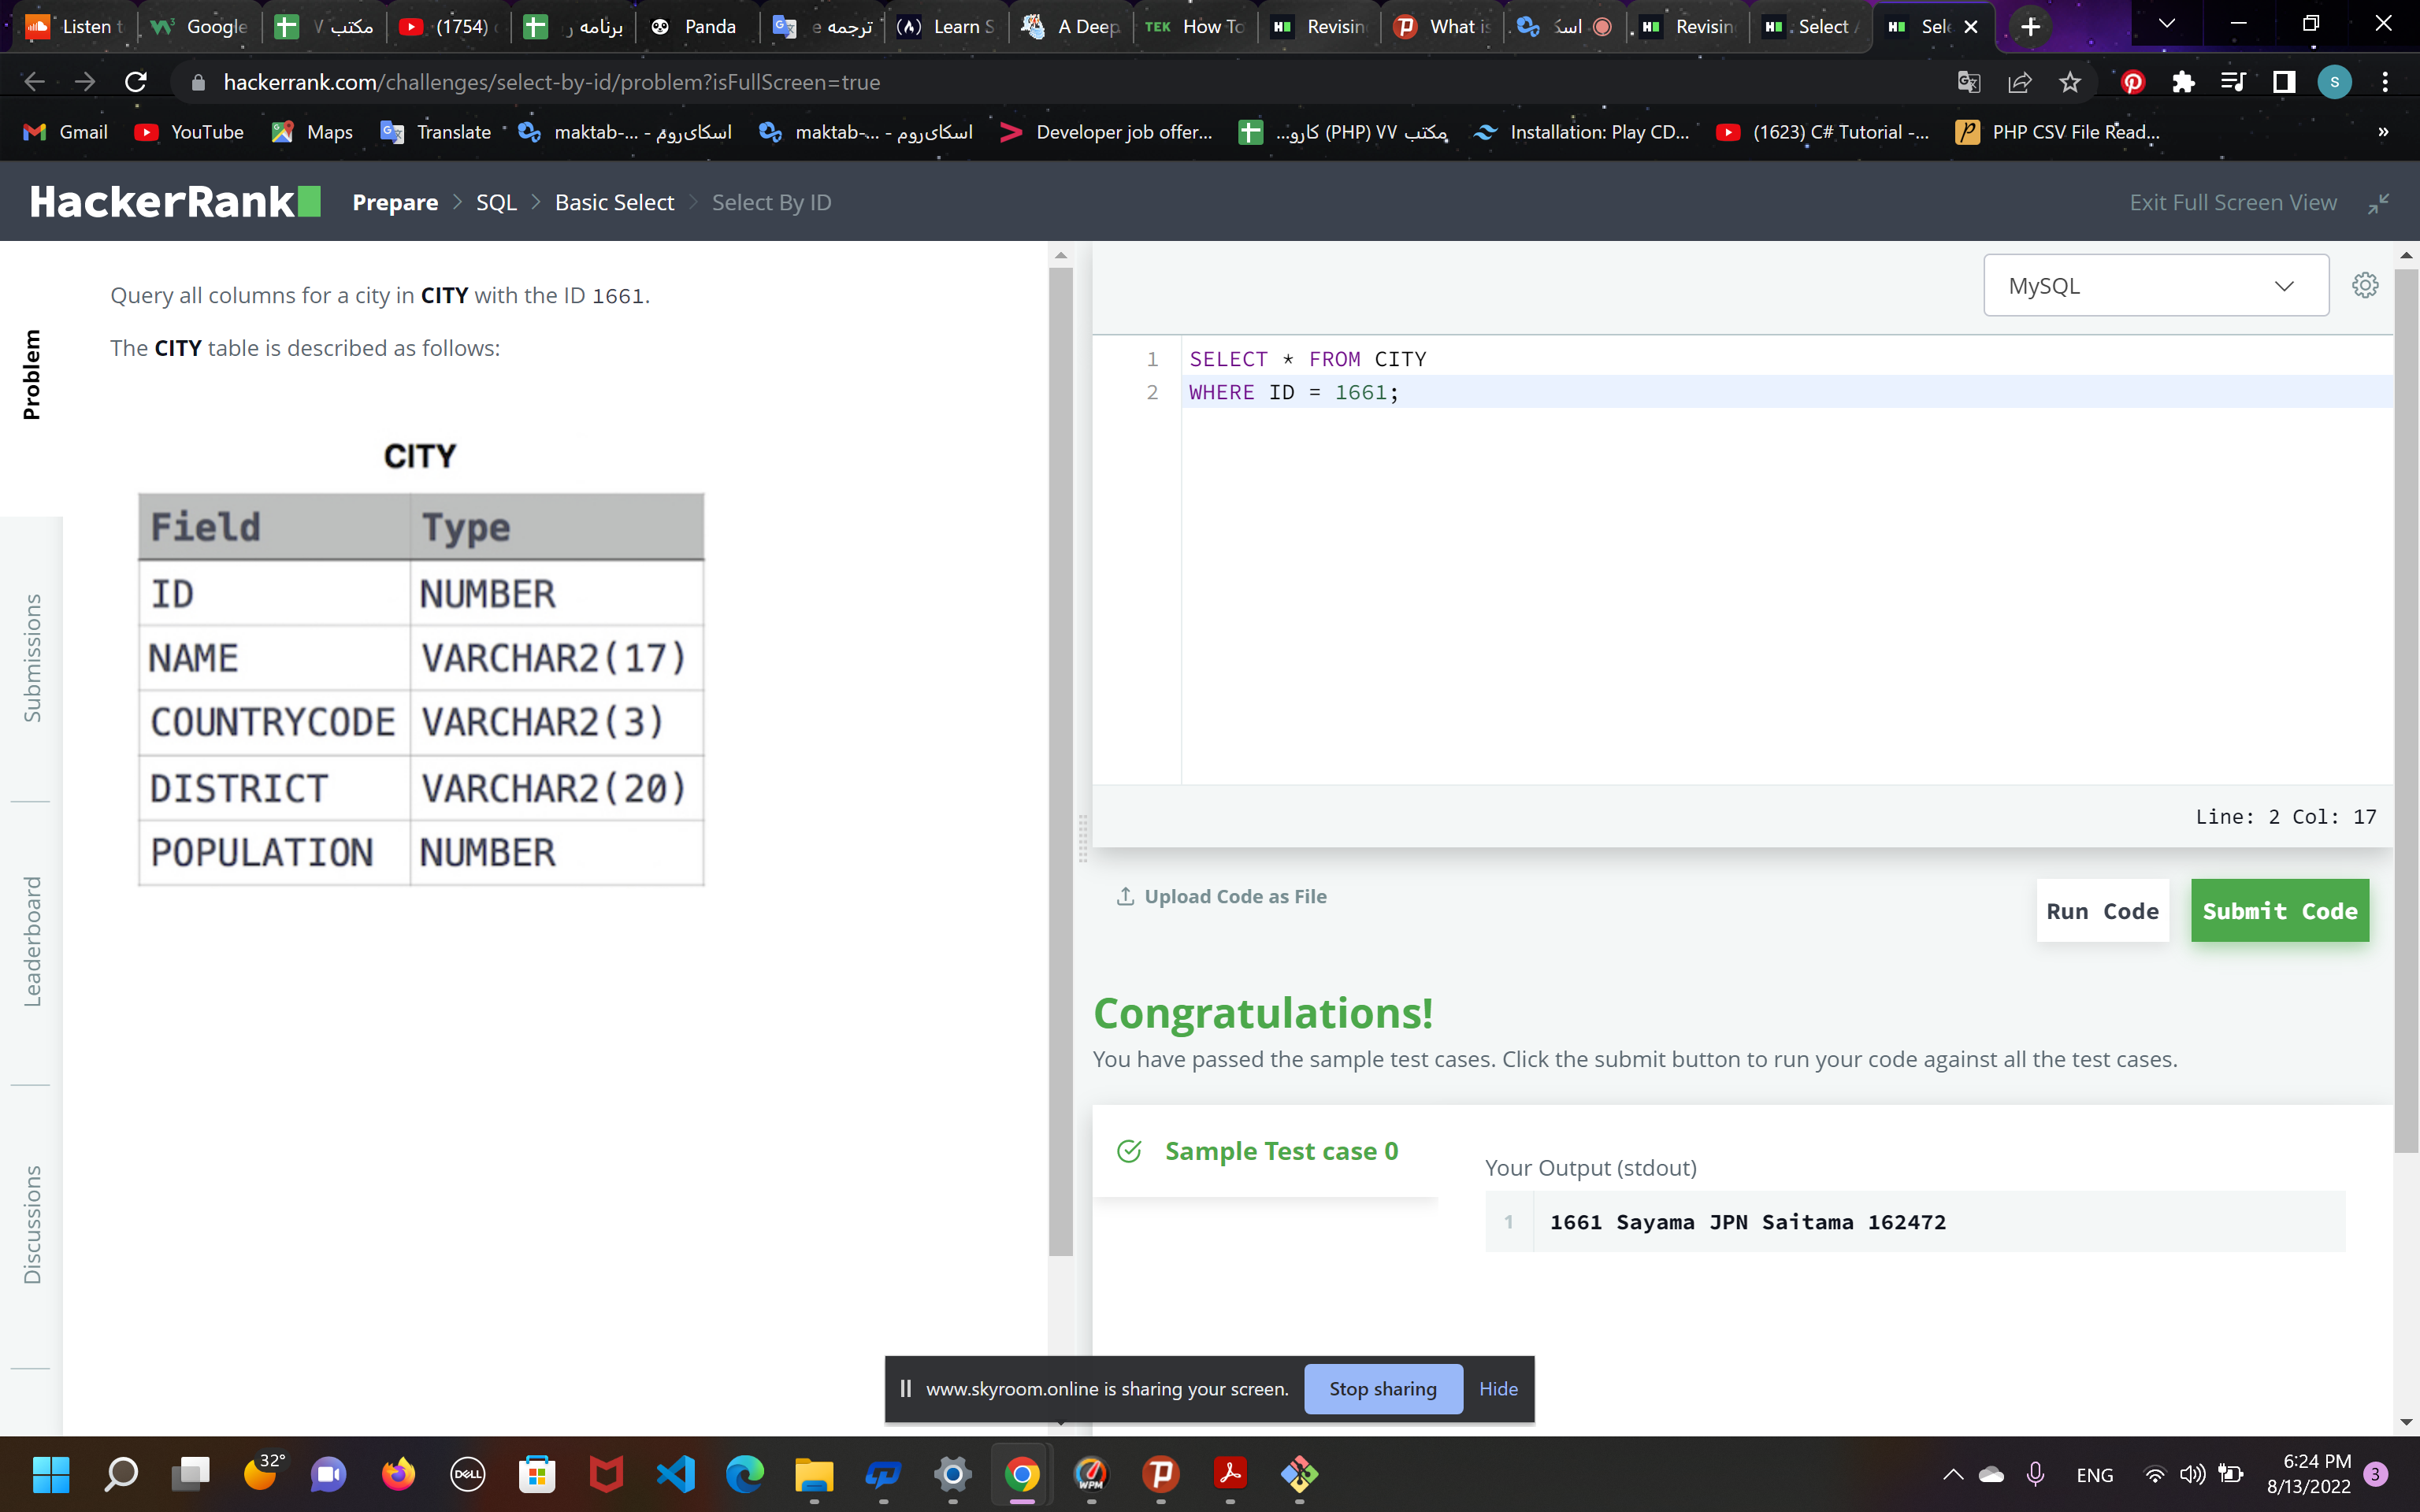 Listen t
Google
مکتب V
(1754)
برنامه ر
Panda
ترجمه e
Learn S
A Deep
TEK How To
Revisin
What is
اسک
Revisin
Select A
Sele
hackerrank.com/challenges/select-by-id/problem?isFullScreen=true
S
Gmail
YouTube
Maps
Translate
اسکای‌روم - ...-maktab
اسکای‌روم - ...-maktab
Developer job offer...
مکتب ۷۷ (PHP) کارو...
Installation: Play CD...
(1623) C# Tutorial -...
PHP CSV File Read...
»
HackerRank
Prepare > SQL > Basic Select > Select By ID
Exit Full Screen View
Problem
Submissions
Leaderboard
Discussions
Query all columns for a city in CITY with the ID 1661.
The CITY table is described as follows:
CITY
Field Type
ID NUMBER
NAME VARCHAR2(17)
COUNTRYCODE VARCHAR2(3)
DISTRICT VARCHAR2(20)
POPULATION NUMBER
MySQL
1 SELECT * FROM CITY
2 WHERE ID = 1661;
Line: 2 Col: 17
Upload Code as File
Run Code
Submit Code
Congratulations!
You have passed the sample test cases. Click the submit button to run your code against all the test cases.
Sample Test case 0
Your Output (stdout)
1 1661 Sayama JPN Saitama 162472
www.skyroom.online is sharing your screen.
Stop sharing
Hide
32°
DELL
WPM
ENG
6:24 PM
8/13/2022
3